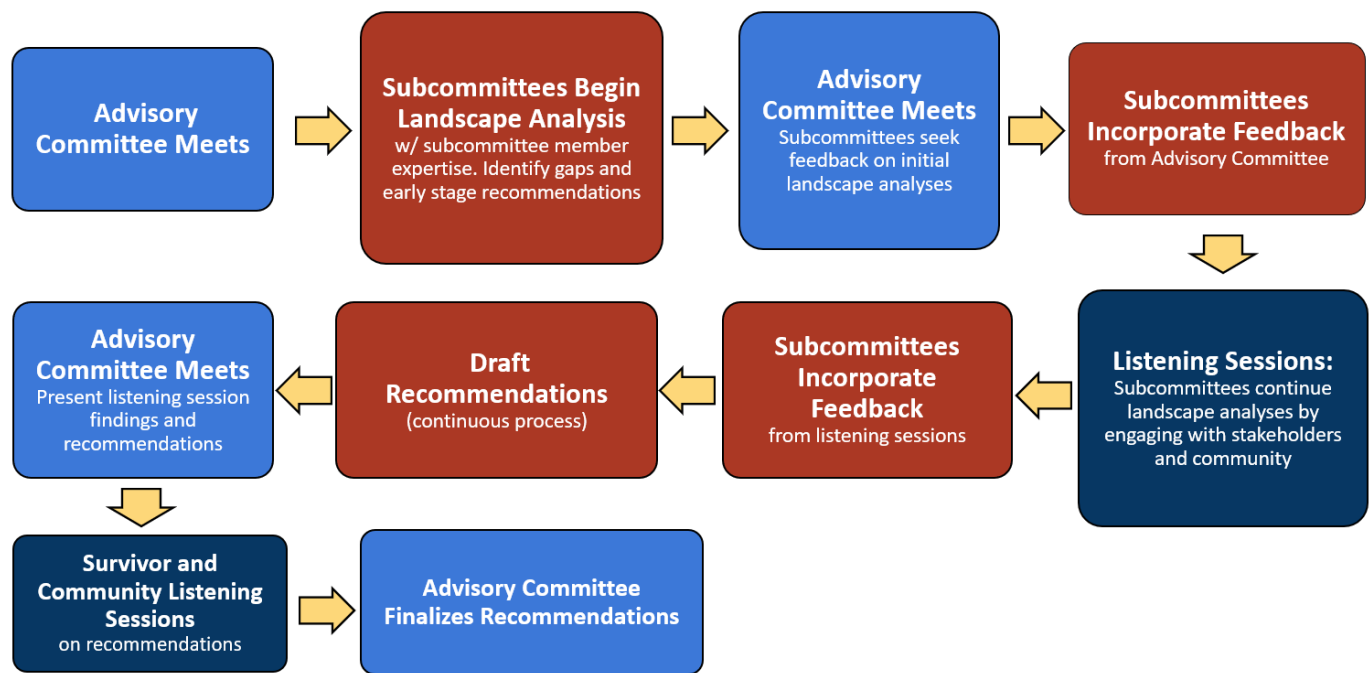 Advisory
Committee Meets
Subcommittees Begin
Landscape Analysis
w/ subcommittee member
expertise. Identify gaps and
early stage recommendations
Advisory
Committee Meets
Subcommittees seek
feedback on initial
landscape analyses
Subcommittees
Incorporate Feedback
from Advisory Committee
Listening Sessions:
Subcommittees continue
landscape analyses by
engaging with stakeholders
and community
Subcommittees
Incorporate
Feedback
from listening sessions
Draft
Recommendations
(continuous process)
Advisory
Committee Meets
Present listening session
findings and
recommendations
Survivor and
Community Listening
Sessions
on recommendations
Advisory Committee
Finalizes Recommendations